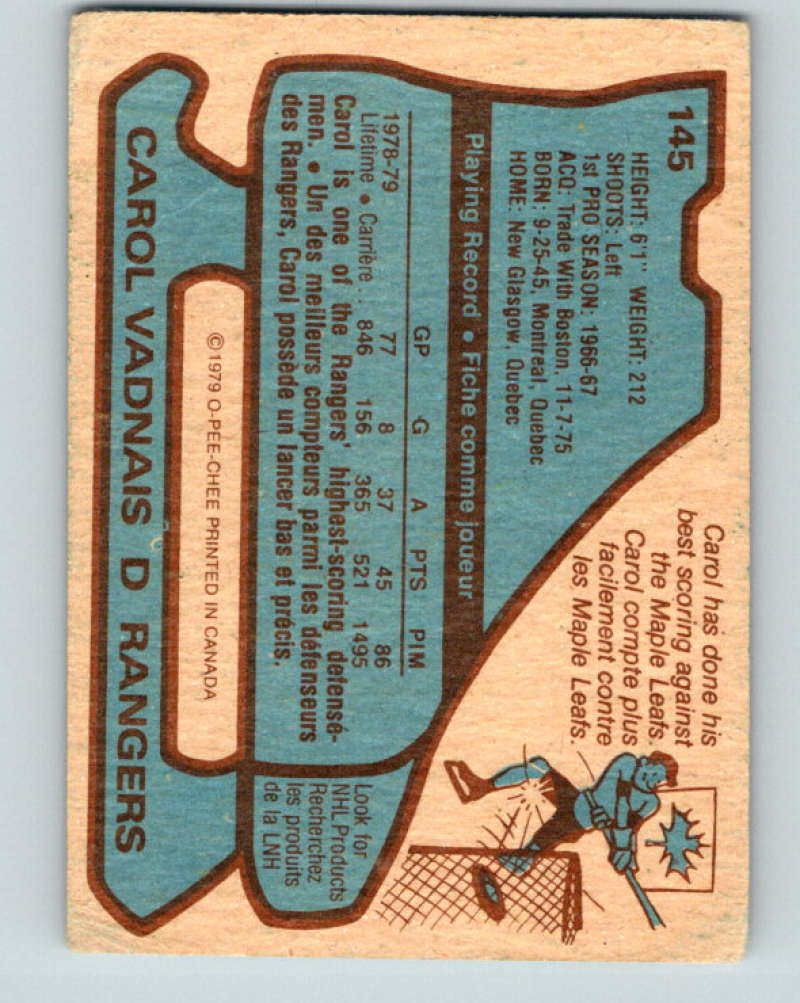 145
HEIGHT: 6'1" WEIGHT: 212
SHOOTS: Left
1st PRO SEASON: 1966-67
ACQ: Trade With Boston, 11-7-75
BORN: 9-25-45, Montreal, Quebec
HOME: New Glasgow, Quebec
Carol has done his
best scoring against
the Maple Leafs.
Carol compte plus
facilement contre
les Maple Leafs.
Playing Record • Fiche comme joueur
GP G A PTS PIM
1978-79 77 8 37 45 86
Lifetime • Carrière .. 846 156 365 521 1495
Carol is one of the Rangers' highest-scoring defensé-
men. • Un des meilleurs compteurs parmi les défenseurs
des Rangers, Carol possède un lancer bas et précis.
Look for
NHL Products
Recherchez
les produits
de la LNH
©1979 O-PEE-CHEE PRINTED IN CANADA
CAROL VADNAIS D RANGERS